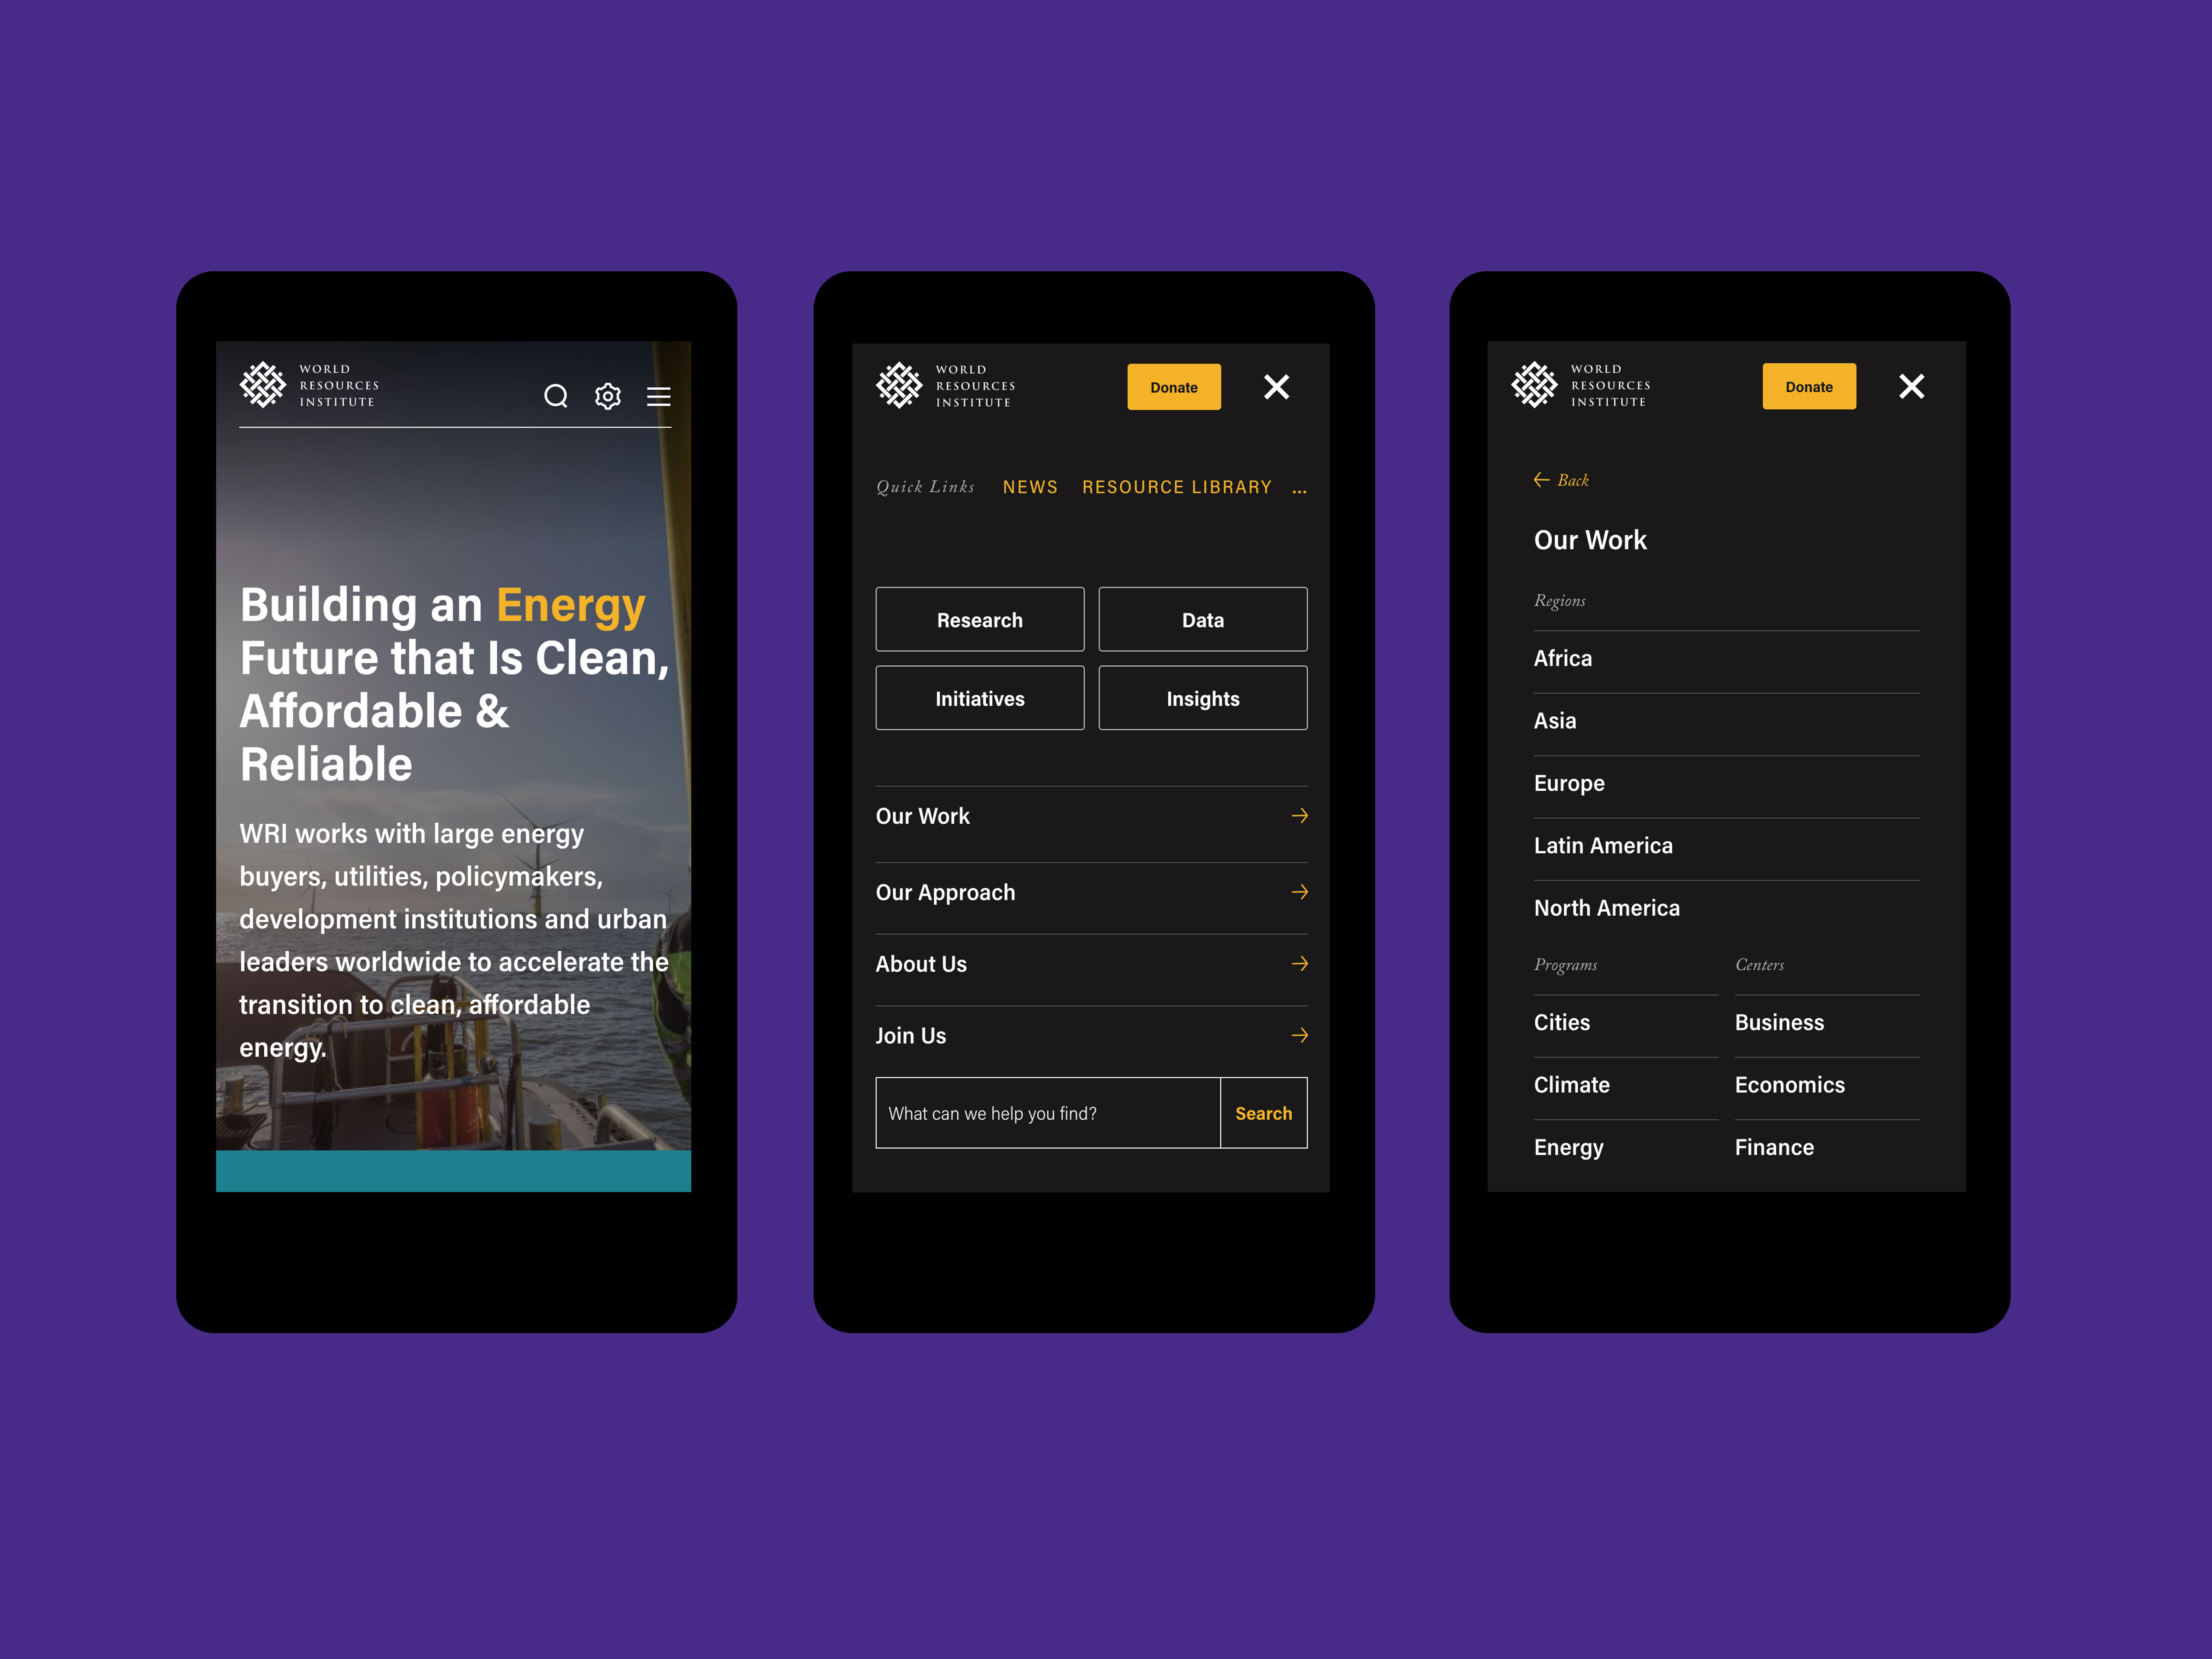 WORLD
RESOURCES
INSTITUTE
Building an Energy
Future that Is Clean,
Affordable &
Reliable
WRI works with large energy
buyers, utilities, policymakers,
development institutions and urban
leaders worldwide to accelerate the
transition to clean, affordable
energy.
WORLD
RESOURCES
INSTITUTE
Donate
Quick Links NEWS RESOURCE LIBRARY ...
Research Data
Initiatives Insights
Our Work
Our Approach
About Us
Join Us
What can we help you find? Search
WORLD
RESOURCES
INSTITUTE
Donate
Back
Our Work
Regions
Africa
Asia
Europe
Latin America
North America
Programs Centers
Cities Business
Climate Economics
Energy Finance